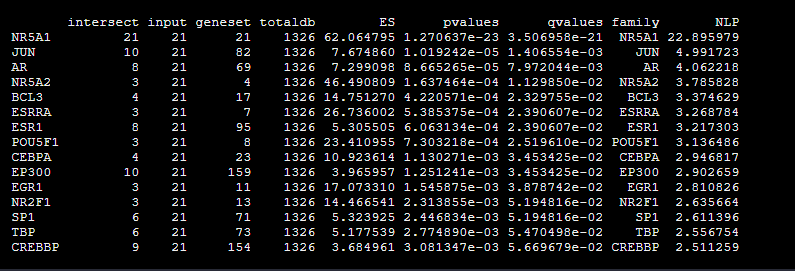 intersect input geneset totaldb ES pvalues qvalues family NLP
NR5A1 21 21 21 1326 62.064795 1.270637e-23 3.506958e-21 NR5A1 22.895979
JUN 10 21 82 1326 7.674860 1.019242e-05 1.406554e-03 JUN 4.991723
AR 8 21 69 1326 7.299098 8.665265e-05 7.972044e-03 AR 4.062218
NR5A2 3 21 4 1326 46.490809 1.637464e-04 1.129850e-02 NR5A2 3.785828
BCL3 4 21 17 1326 14.751270 4.220571e-04 2.329755e-02 BCL3 3.374629
ESRRA 3 21 7 1326 26.736002 5.385375e-04 2.390607e-02 ESRRA 3.268784
ESR1 8 21 95 1326 5.305505 6.063134e-04 2.390607e-02 ESR1 3.217303
POU5F1 3 21 8 1326 23.410955 7.303218e-04 2.519610e-02 POU5F1 3.136486
CEBPA 4 21 23 1326 10.923614 1.130271e-03 3.453425e-02 CEBPA 2.946817
EP300 10 21 159 1326 3.965957 1.251241e-03 3.453425e-02 EP300 2.902659
EGR1 3 21 11 1326 17.073310 1.545875e-03 3.878742e-02 EGR1 2.810826
NR2F1 3 21 13 1326 14.466541 2.313855e-03 5.194816e-02 NR2F1 2.635664
SP1 6 21 71 1326 5.323925 2.446834e-03 5.194816e-02 SP1 2.611396
TBP 6 21 73 1326 5.177539 2.774890e-03 5.470498e-02 TBP 2.556754
CREBBP 9 21 154 1326 3.684961 3.081347e-03 5.669679e-02 CREBBP 2.511259